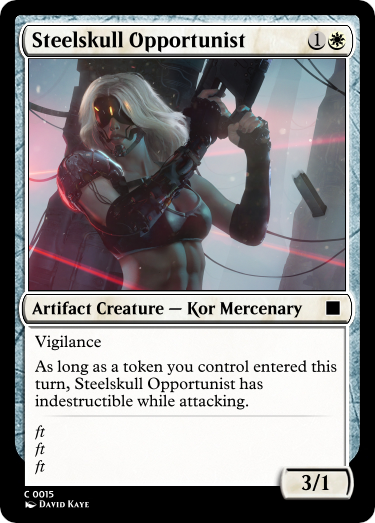 Steelskull Opportunist 1
Artifact Creature — Kor Mercenary
Vigilance
As long as a token you control entered this
turn, Steelskull Opportunist has
indestructible while attacking.
ft
ft
ft
3/1
C 0015
David Kaye